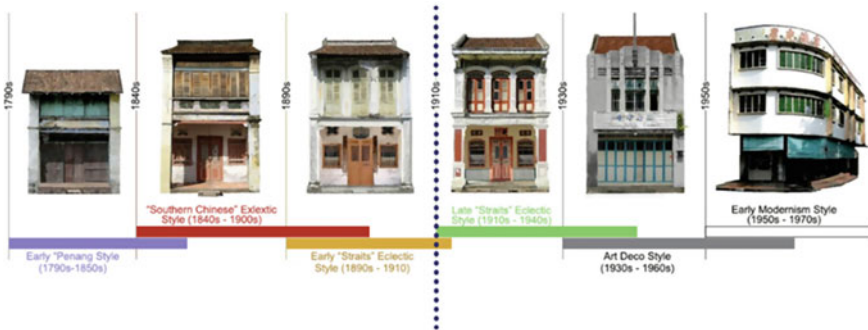 1790s
1840s
1890s
1910s
1930s
1950s
"Southern Chinese" Exlextic
Style (1840s - 1900s)
Late "Straits" Eclectic
Style (1910s - 1940s)
Early Modernism Style
(1950s - 1970s)
Early "Penang Style
(1790s-1850s)
Early "Straits" Eclectic
Style (1890s - 1910)
Art Deco Style
(1930s - 1960s)